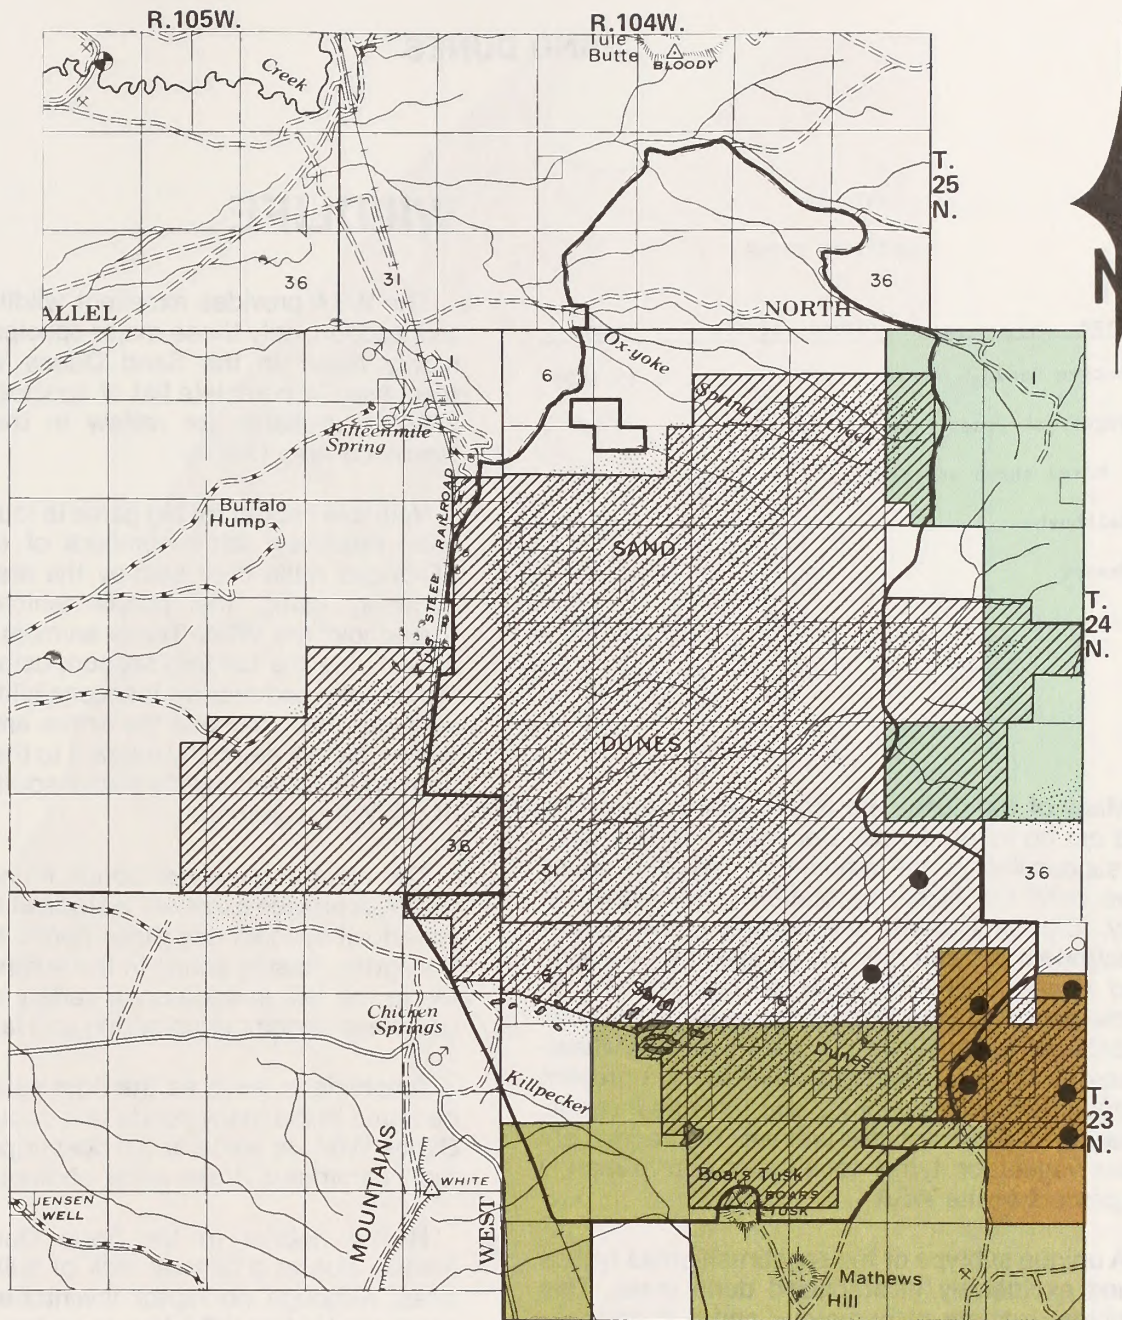 R.105W.
R.104W.
Creek
Tule
Butte
BLOODY
T.
25
N.
N
36
31
36
ALLEL
NORTH
Ox-yoke
6
1
Spring
Creek
Fifteenmile
Spring
Buffalo
Hump
U.S STEEL RAILROAD
SAND
T.
24
N.
DUNES
36
31
36
Sand
Chicken
Springs
Dunes
Killpecker
T.
23
N.
Boars Tusk
BOARS
TUSK
WHITE
JENSEN
WELL
MOUNTAINS
WEST
Mathews
Hill